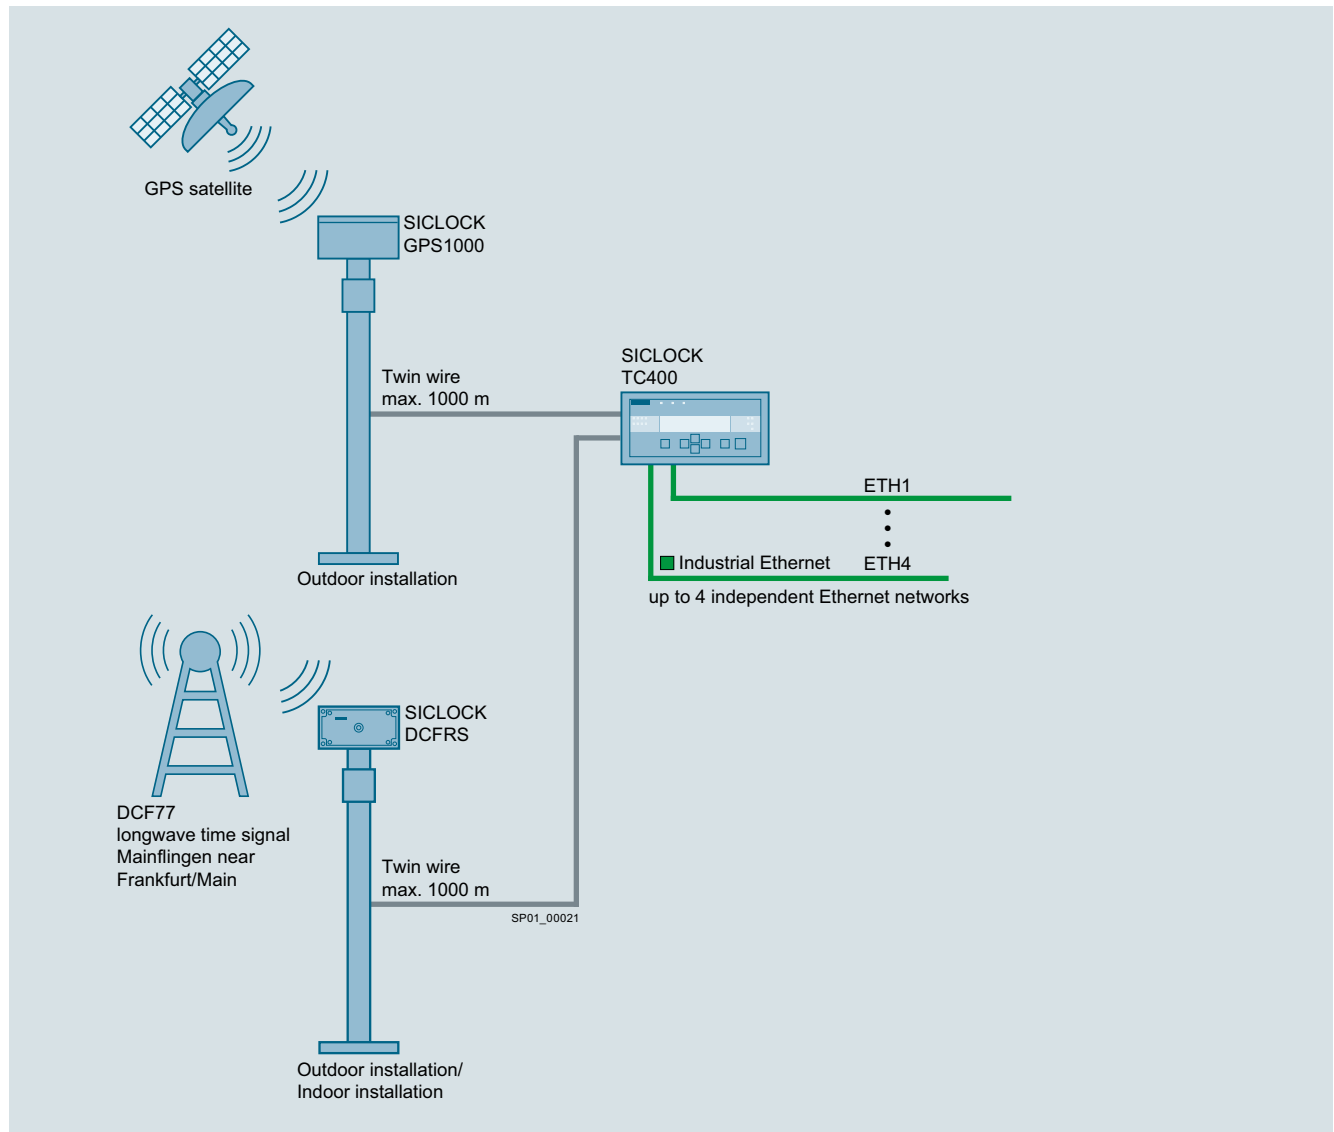 GPS satellite
SICLOCK
GPS1000
Twin wire
max. 1000 m
SICLOCK
TC400
ETH1
Industrial Ethernet
ETH4
up to 4 independent Ethernet networks
Outdoor installation
SICLOCK
DCFRS
DCF77
longwave time signal
Mainflingen near
Frankfurt/Main
Twin wire
max. 1000 m
SP01_00021
Outdoor installation/
Indoor installation